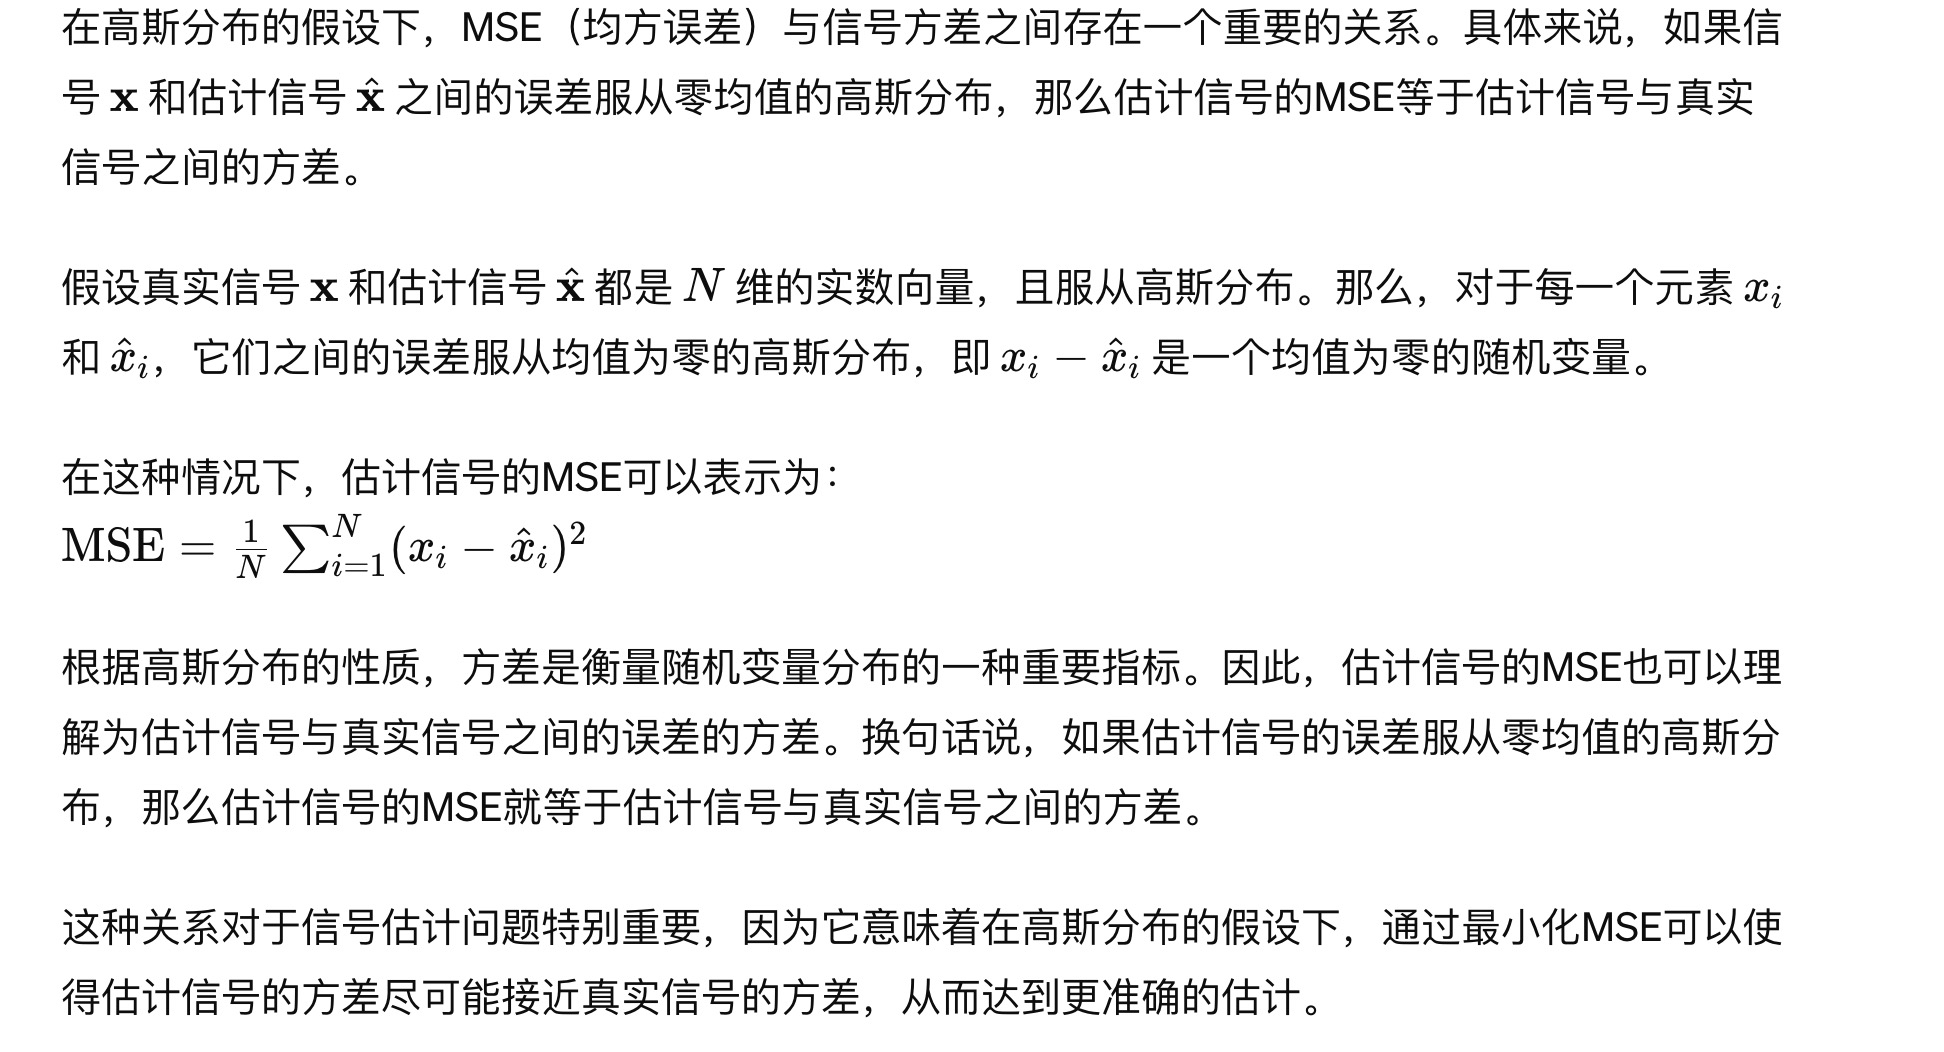 在高斯分布的假设下，MSE（均方误差）与信号方差之间存在一个重要的关系。具体来说，如果信
号 𝐱 和估计信号 𝐱̂ 之间的误差服从零均值的高斯分布，那么估计信号的MSE等于估计信号与真实
信号之间的方差。
假设真实信号 𝐱 和估计信号 𝐱̂ 都是 N 维的实数向量，且服从高斯分布。那么，对于每一个元素 xᵢ
和 x̂ᵢ，它们之间的误差服从均值为零的高斯分布，即 xᵢ − x̂ᵢ 是一个均值为零的随机变量。
在这种情况下，估计信号的MSE可以表示为：
MSE = \frac{1}{N} \sum_{i=1}^{N} (x_i - \hat{x}_i)^2
根据高斯分布的性质，方差是衡量随机变量分布的一种重要指标。因此，估计信号的MSE也可以理
解为估计信号与真实信号之间的误差的方差。换句话说，如果估计信号的误差服从零均值的高斯分
布，那么估计信号的MSE就等于估计信号与真实信号之间的方差。
这种关系对于信号估计问题特别重要，因为它意味着在高斯分布的假设下，通过最小化MSE可以使
得估计信号的方差尽可能接近真实信号的方差，从而达到更准确的估计。